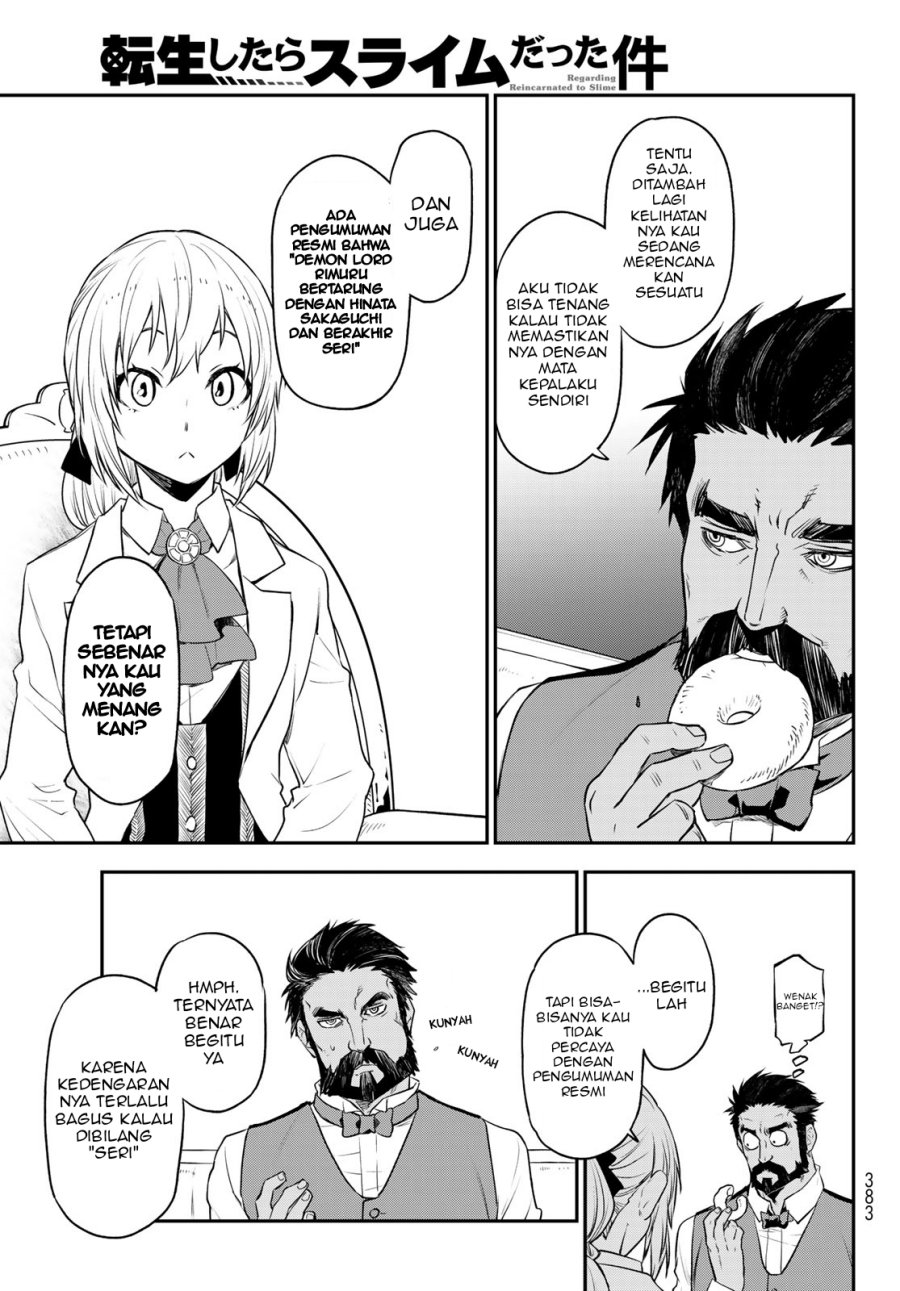 転生したらスライムだった件
Regarding
Reincarnated to Slime
TENTU
SAJA.
DITAMBAH
LAGI
KELIHATAN
NYA KAU
SEDANG
MERENCANA
KAN
SESUATU
AKU TIDAK
BISA TENANG
KALAU TIDAK
MEMASTIKAN
NYA DENGAN
MATA
KEPALAKU
SENDIRI
DAN
JUGA
ADA
PENGUMUMAN
RESMI BAHWA
"DEMON LORD
RIMURU
BERTARUNG
DENGAN HINATA
SAKAGUCHI
DAN BERAKHIR
SERI"
TETAPI
SEBENAR
NYA KAU
YANG
MENANG
KAN?
WENAK
BANGET!?
...BEGITU
LAH
TAPI BISA-
BISANYA KAU
TIDAK
PERCAYA
DENGAN
PENGUMUMAN
RESMI
KUNYAH
KUNYAH
HMPH.
TERNYATA
BENAR
BEGITU
YA
KARENA
KEDENGARAN
NYA TERLALU
BAGUS KALAU
DIBILANG
"SERI"
383